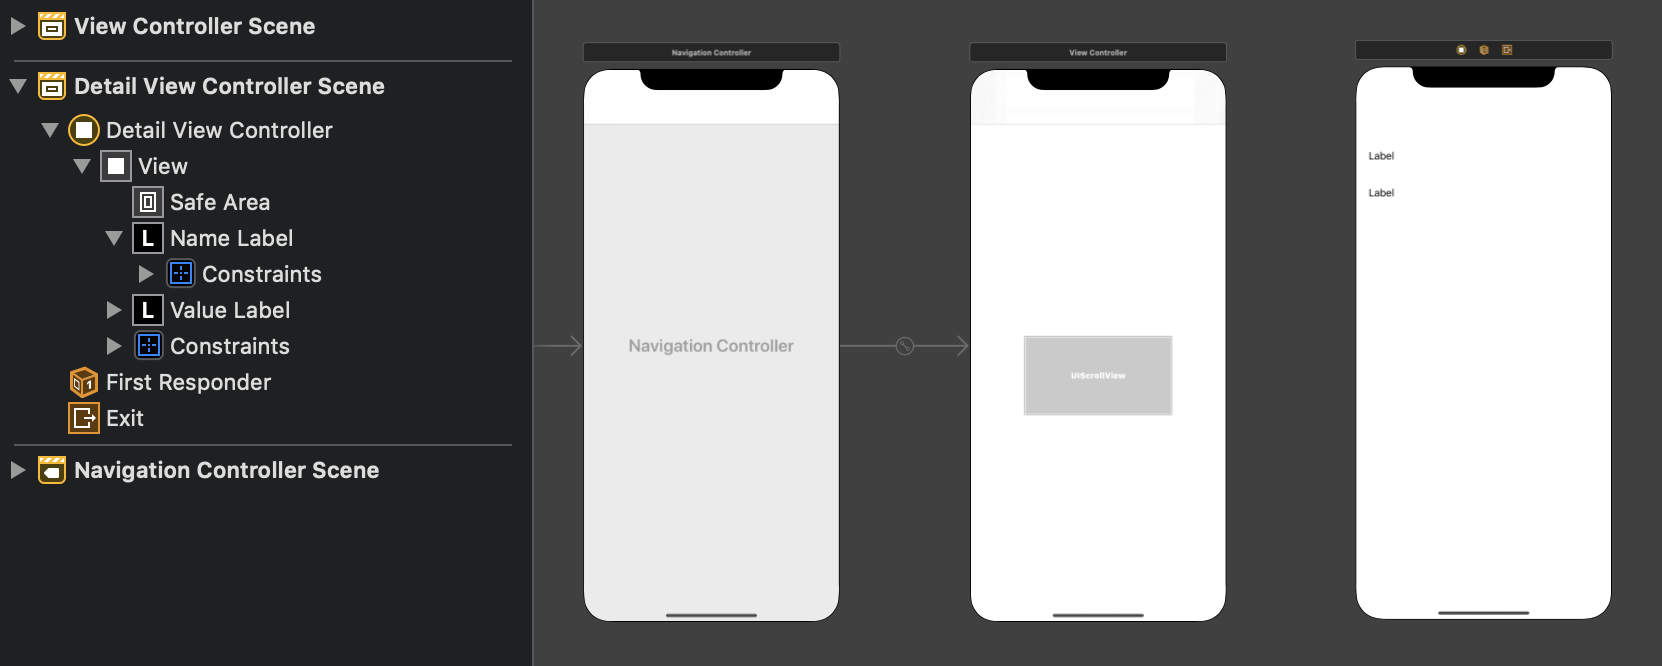 View Controller Scene
Detail View Controller Scene
Detail View Controller
View
Safe Area
L Name Label
Constraints
L Value Label
Constraints
1 First Responder
Exit
Navigation Controller Scene
Navigation Controller
Navigation Controller
View Controller
UIScrollView
Label
Label